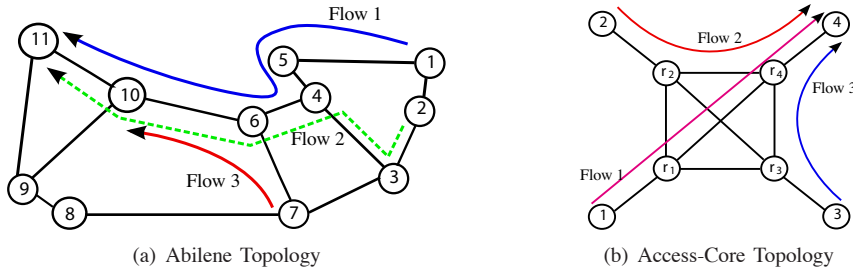 Flow 1
11
5
1
10
4
2
6
Flow 2
3
Flow 3
9
8
7
(a) Abilene Topology
2
4
Flow 2
r2
r4
Flow 3
Flow 1
r1
r3
1
3
(b) Access-Core Topology